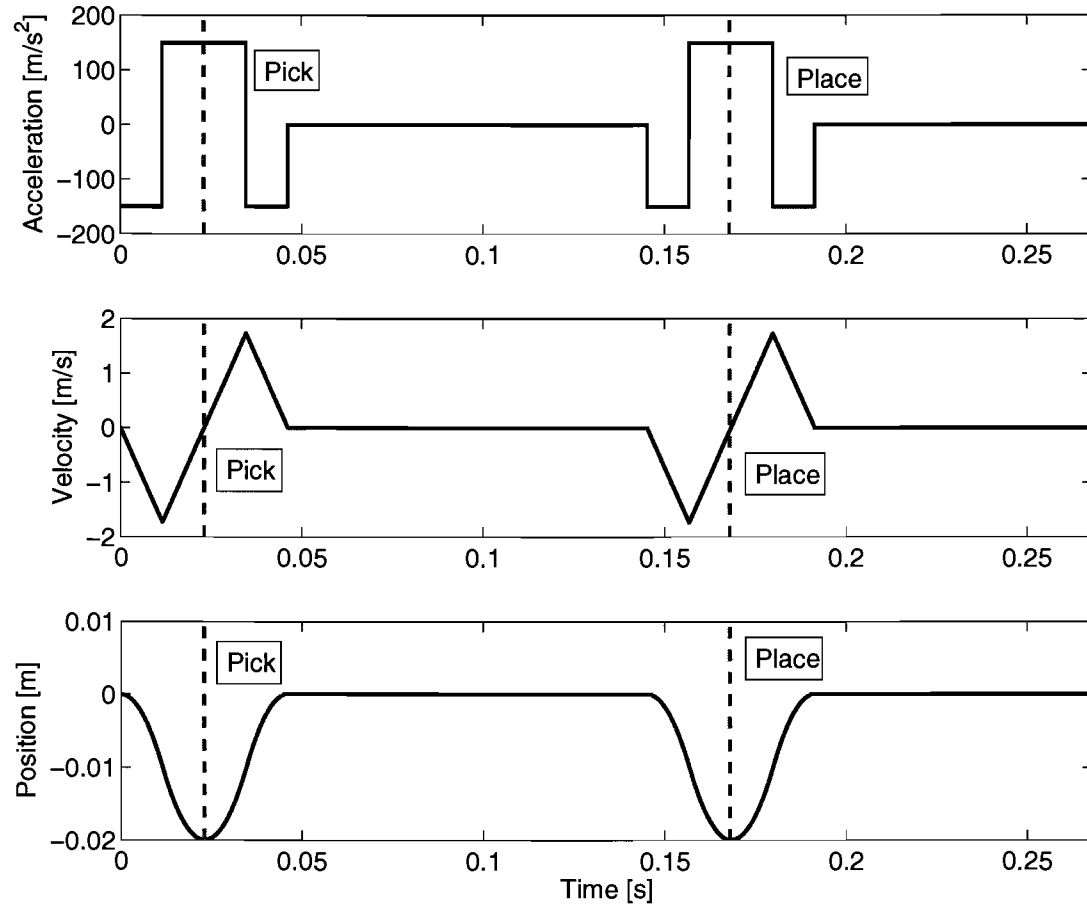 Acceleration [m/s²]
200
100
0
−100
−200
Pick
Place
0 0.05 0.1 0.15 0.2 0.25
Velocity [m/s]
2
1
0
−1
−2
Pick
Place
0 0.05 0.1 0.15 0.2 0.25
Position [m]
0.01
0
−0.01
−0.02
Pick
Place
0 0.05 0.1 0.15 0.2 0.25
Time [s]